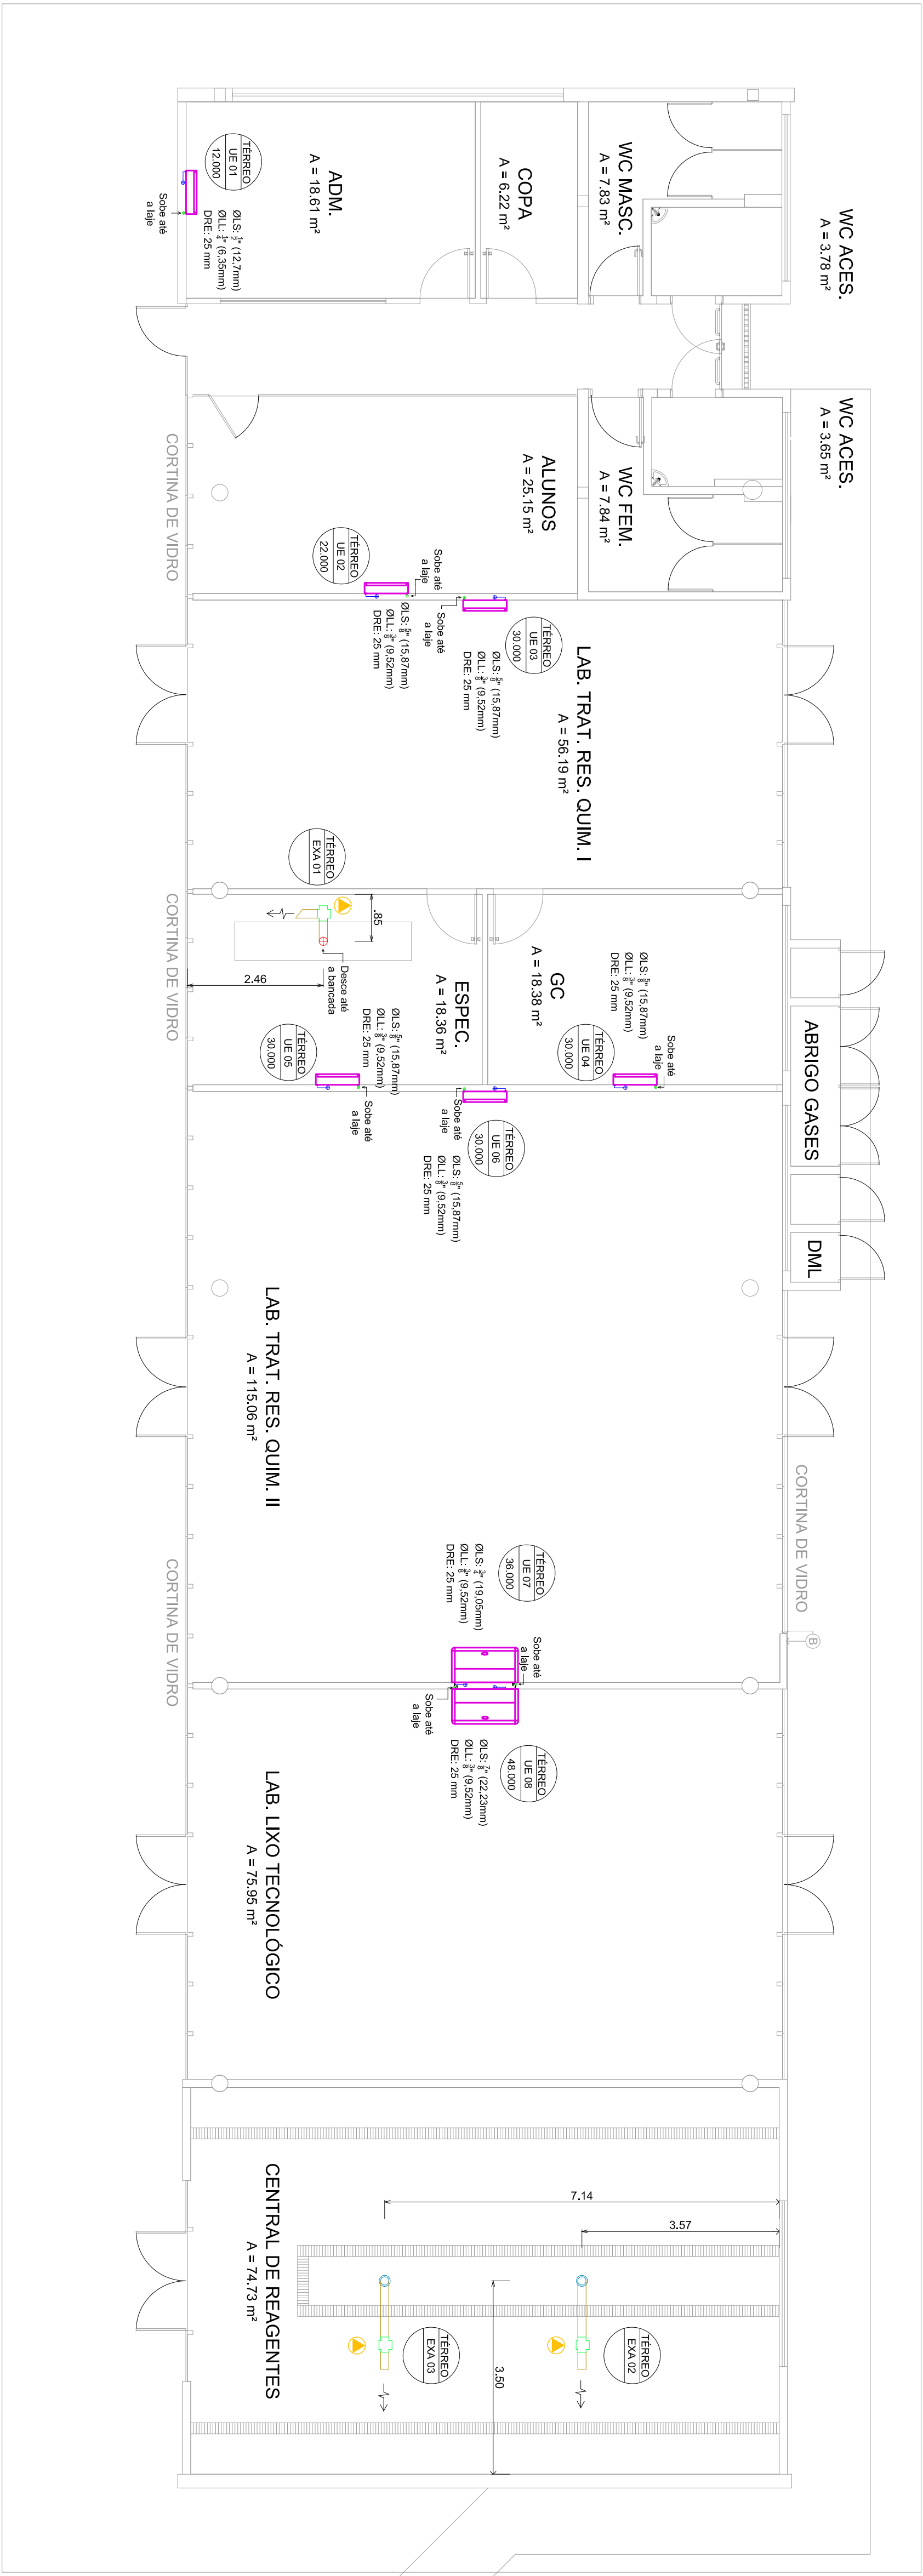 WC ACES.
A = 3.78 m²
WC ACES.
A = 3.65 m²
WC MASC.
A = 7.83 m²
WC FEM.
A = 7.84 m²
COPA
A = 6.22 m²
ADM.
A = 18.61 m²
TÉRREO
UE 01
12.000
ØLS: 1/2" (12,7mm)
ØLL: 1/4" (6,35mm)
DRE: 25 mm
Sobe até
a laje
ALUNOS
A = 25.15 m²
TÉRREO
UE 02
22.000
Sobe até
a laje
ØLS: 5/8" (15,87mm)
ØLL: 3/8" (9,52mm)
DRE: 25 mm
CORTINA DE VIDRO
LAB. TRAT. RES. QUIM. I
A = 56.19 m²
TÉRREO
UE 03
30.000
Sobe até
a laje
ØLS: 5/8" (15,87mm)
ØLL: 3/8" (9,52mm)
DRE: 25 mm
TÉRREO
EXA 01
.85
2.46
Desce até
a bancada
CORTINA DE VIDRO
GC
A = 18.38 m²
ØLS: 5/8" (15,87mm)
ØLL: 3/8" (9,52mm)
DRE: 25 mm
TÉRREO
UE 04
30.000
Sobe até
a laje
ESPEC.
A = 18.36 m²
ØLS: 5/8" (15,87mm)
ØLL: 3/8" (9,52mm)
DRE: 25 mm
TÉRREO
UE 05
30.000
Sobe até
a laje
ABRIGO GASES
DML
Sobe até
a laje
TÉRREO
UE 06
30.000
ØLS: 5/8" (15,87mm)
ØLL: 3/8" (9,52mm)
DRE: 25 mm
LAB. TRAT. RES. QUIM. II
A = 115.06 m²
CORTINA DE VIDRO
B
TÉRREO
UE 07
36.000
ØLS: 3/4" (19,05mm)
ØLL: 3/8" (9,52mm)
DRE: 25 mm
Sobe até
a laje
CORTINA DE VIDRO
Sobe até
a laje
TÉRREO
UE 08
48.000
ØLS: 7/8" (22,23mm)
ØLL: 3/8" (9,52mm)
DRE: 25 mm
LAB. LIXO TECNOLÓGICO
A = 75.95 m²
CENTRAL DE REAGENTES
A = 74.73 m²
7.14
3.57
3.50
TÉRREO
EXA 02
TÉRREO
EXA 03